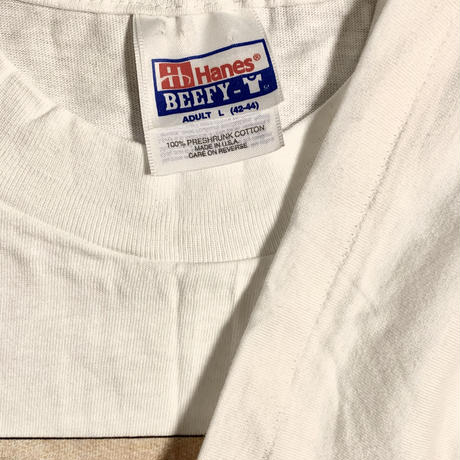 Hanes®
BEEFY-T
ADULT L (42-44)
100% PRESHRUNK COTTON
MADE IN U.S.A.
CARE ON REVERSE